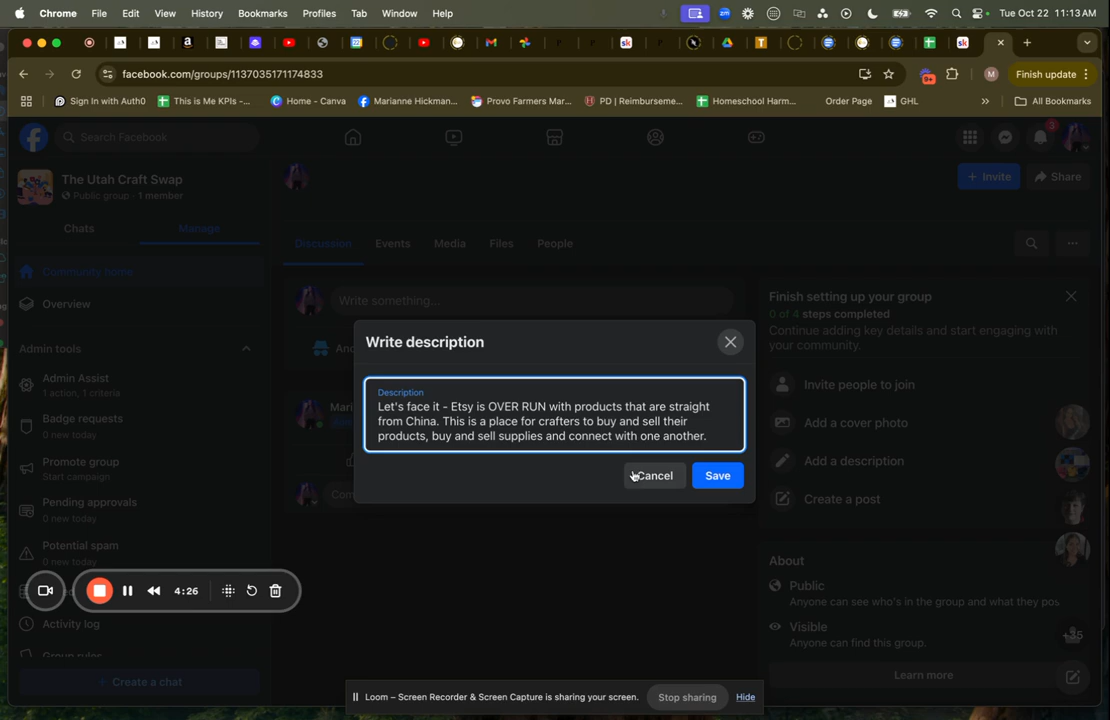 Chrome File Edit View History Bookmarks Profiles Tab Window Help Tue Oct 22 11:13 AM
facebook.com/groups/1137035171174833 9+ M Finish update
Sign In with Auth0 This is Me KPIs -... Home - Canva Marianne Hickman... Provo Farmers Mar... PD | Reimburseme... Homeschool Harm... Order Page GHL » All Bookmarks
Search Facebook 3
The Utah Craft Swap
Public group · 1 member
+ Invite Share
Chats Manage
Discussion Events Media Files People
Community home
Overview
Admin tools
Admin Assist
1 action, 1 criteria
Badge requests
0 new today
Promote group
Start campaign
Pending approvals
0 new today
Potential spam
0 new today
Activity log
Group rules
+ Create a chat
Write something...
Write description
Description
Let's face it - Etsy is OVER RUN with products that are straight
from China. This is a place for crafters to buy and sell their
products, buy and sell supplies and connect with one another.
Cancel Save
Finish setting up your group
0 of 4 steps completed
Continue adding key details and start engaging with
your community.
Invite people to join
Add a cover photo
Add a description
Create a post
About
Public
Anyone can see who's in the group and what they pos
Visible
Anyone can find this group.
Learn more
+35
4:26
Loom – Screen Recorder & Screen Capture is sharing your screen. Stop sharing Hide